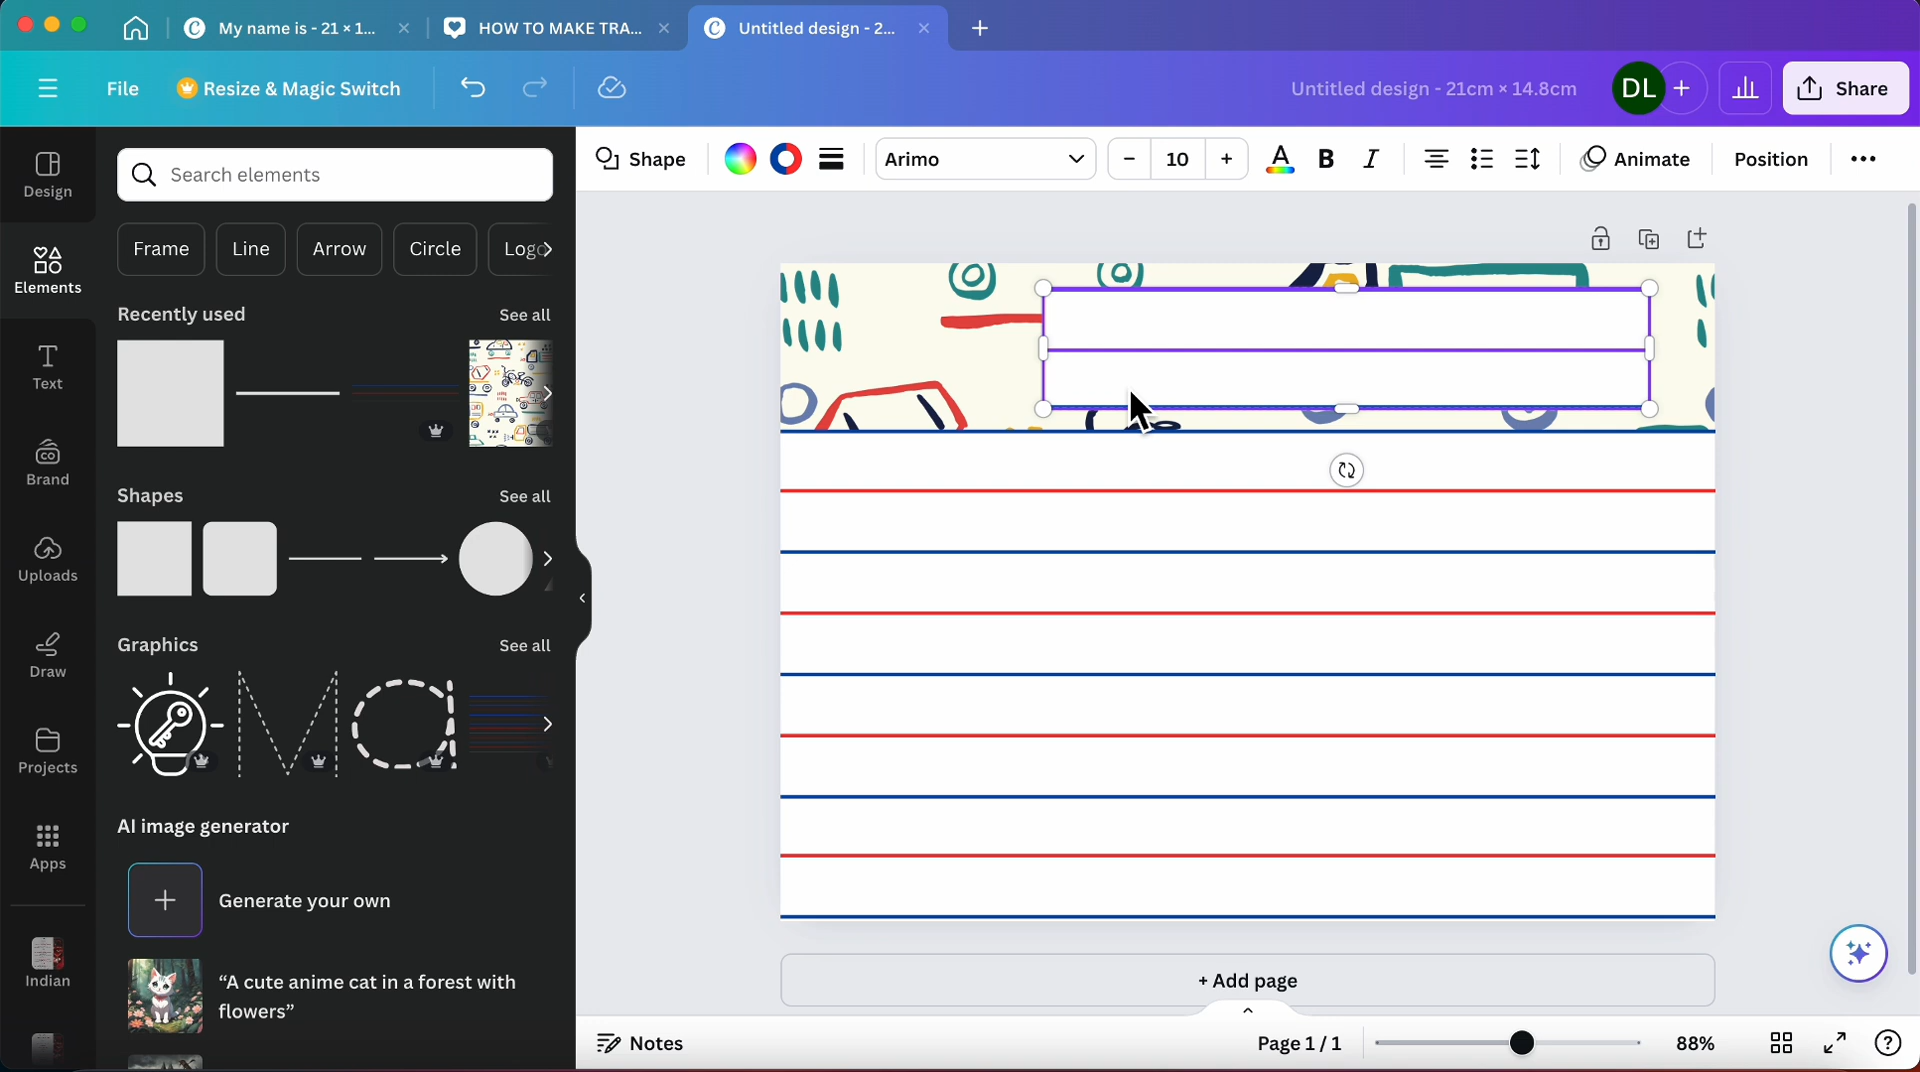 My name is - 21 × 1...
HOW TO MAKE TRA...
Untitled design - 2...
File
Resize & Magic Switch
Untitled design - 21cm × 14.8cm
DL
Share
Design
Elements
Text
Brand
Uploads
Draw
Projects
Apps
Indian
Search elements
Frame
Line
Arrow
Circle
Logo
Recently used
See all
Shapes
See all
Graphics
See all
AI image generator
Generate your own
“A cute anime cat in a forest with
flowers”
Shape
Arimo
10
Animate
Position
+ Add page
Notes
Page 1 / 1
88%